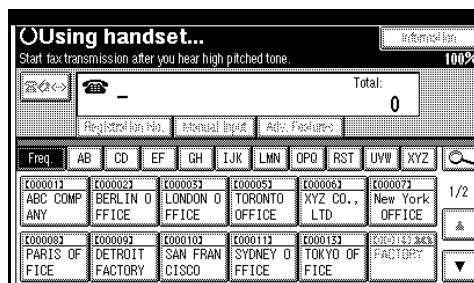 Using handset...
Information
Start fax transmission after you hear high pitched tone.
100%
Total:
0
Registration No.
Manual Input
Adv. Features
Freq.
AB
CD
EF
GH
IJK
LMN
OPQ
RST
UVW
XYZ
[00001]
[00002]
[00003]
[00005]
[00006]
[00007]
ABC COMP
BERLIN O
LONDON O
TORONTO
XYZ CO.,
New York
1/2
ANY
FFICE
FFICE
OFFICE
LTD
OFFICE
[00008]
[00009]
[00010]
[00011]
[00013]
[00014]
PARIS OF
DETROIT
SAN FRAN
SYDNEY O
TOKYO OF
FACTORY
FICE
FACTORY
CISCO
FFICE
FICE